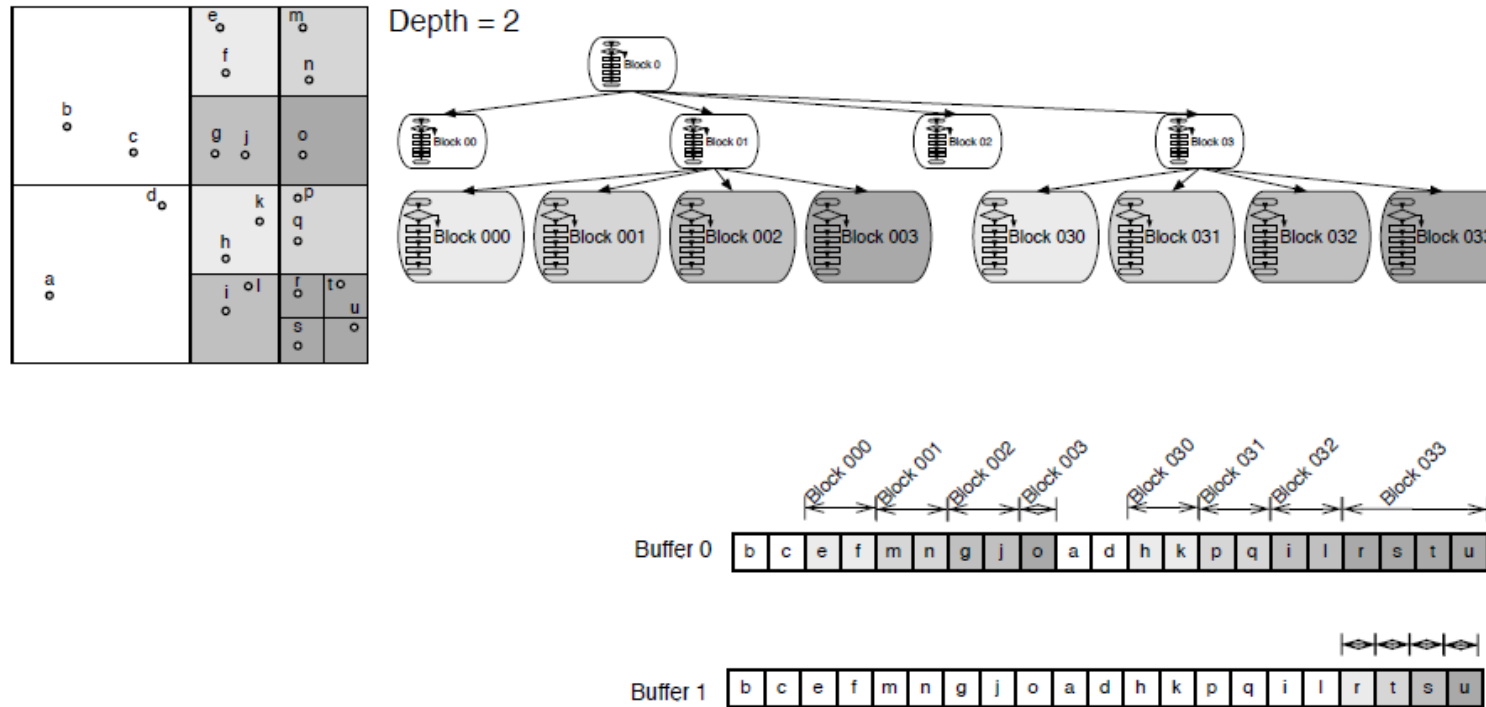 Depth = 2
e m
f n
b
c
g j o
d
k p
q
h
a
i l r t
u
s
Block 0
Block 00 Block 01 Block 02 Block 03
Block 000 Block 001 Block 002 Block 003 Block 030 Block 031 Block 032 Block 033
Block 000 Block 001 Block 002 Block 003 Block 030 Block 031 Block 032 Block 033
Buffer 0 b c e f m n g j o a d h k p q i l r s t u
Buffer 1 b c e f m n g j o a d h k p q i l r t s u